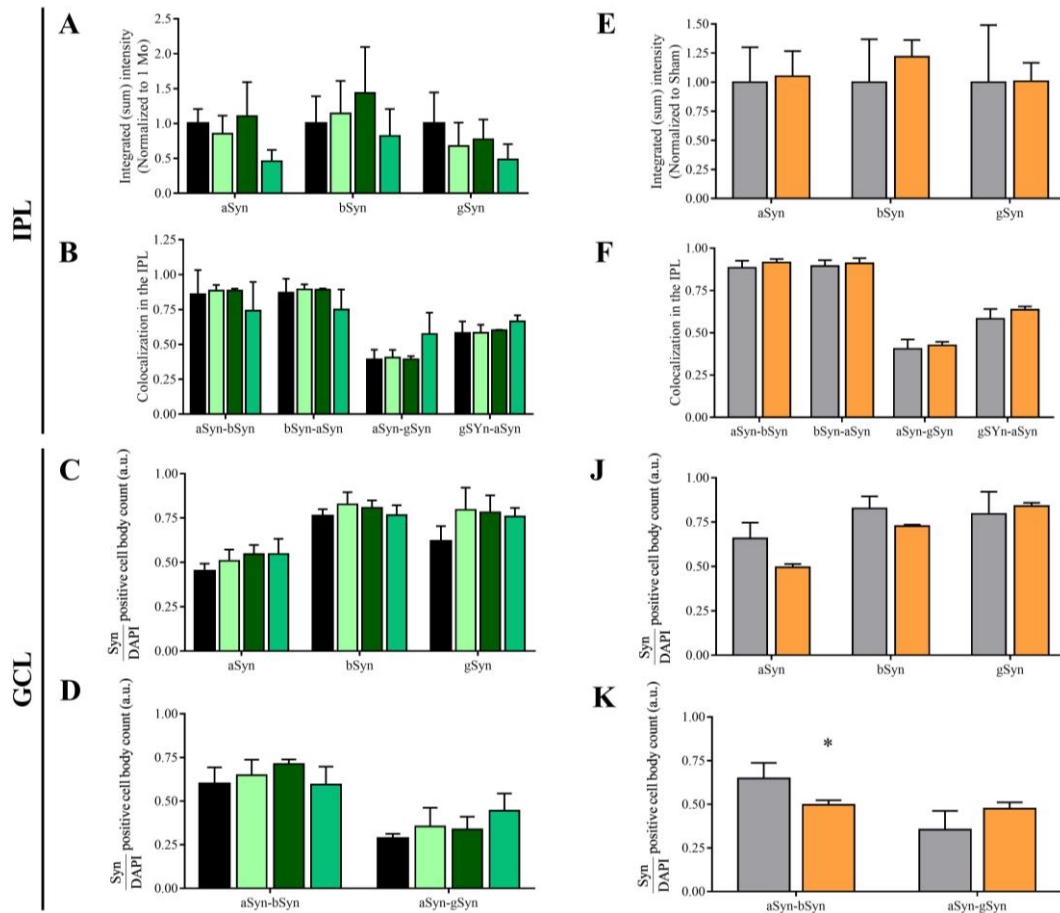 IPL
A
Integrated (sum) intensity
(Normalized to 1 Mo)
2.5
2.0
1.5
1.0
0.5
0.0
aSyn
bSyn
gSyn
E
Integrated (sum) intensity
(Normalized to Sham)
1.50
1.25
1.00
0.75
0.50
0.25
0.00
aSyn
bSyn
gSyn
B
Colocalization in the IPL
1.25
1.00
0.75
0.50
0.25
0.00
aSyn-bSyn
bSyn-aSyn
aSyn-gSyn
gSYn-aSyn
F
Colocalization in the IPL
1.00
0.75
0.50
0.25
0.00
aSyn-bSyn
bSyn-aSyn
aSyn-gSyn
gSYn-aSyn
GCL
C
Syn
DAPI
positive cell body count (a.u.)
1.00
0.75
0.50
0.25
0.00
aSyn
bSyn
gSyn
J
Syn
DAPI
positive cell body count (a.u.)
1.00
0.75
0.50
0.25
0.00
aSyn
bSyn
gSyn
D
Syn
DAPI
positive cell body count (a.u.)
1.00
0.75
0.50
0.25
0.00
aSyn-bSyn
aSyn-gSyn
K
Syn
DAPI
positive cell body count (a.u.)
1.00
0.75
0.50
0.25
0.00
*
aSyn-bSyn
aSyn-gSyn